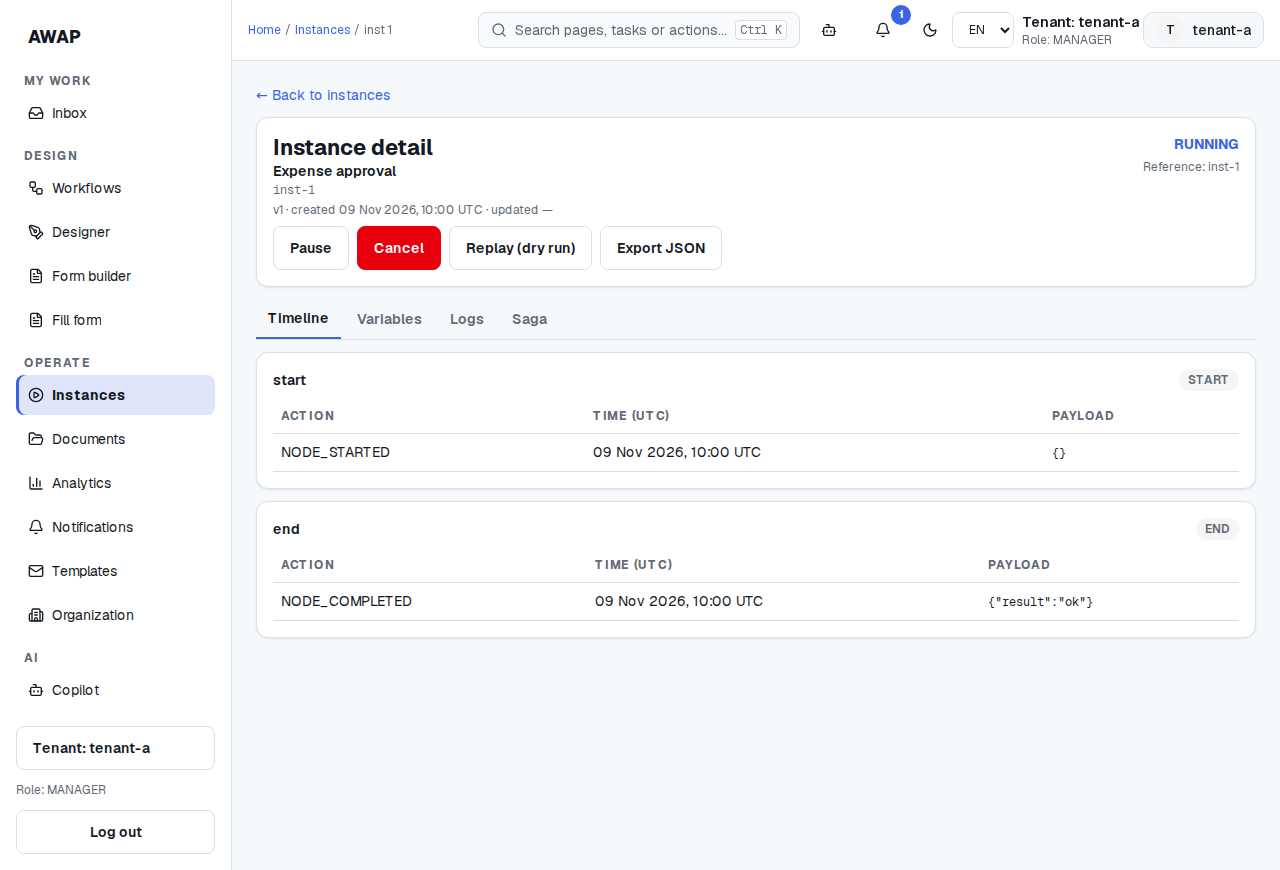 AWAP
MY WORK
Inbox
DESIGN
Workflows
Designer
Form builder
Fill form
OPERATE
Instances
Documents
Analytics
Notifications
Templates
Organization
AI
Copilot
Tenant: tenant-a
Role: MANAGER
Log out
Home / Instances / inst 1
Search pages, tasks or actions... Ctrl K
1
EN
Tenant: tenant-a
Role: MANAGER
T tenant-a
← Back to instances
Instance detail
RUNNING
Expense approval
Reference: inst-1
inst-1
v1 · created 09 Nov 2026, 10:00 UTC · updated —
Pause Cancel Replay (dry run) Export JSON
Timeline Variables Logs Saga
start START
ACTION TIME (UTC) PAYLOAD
NODE_STARTED 09 Nov 2026, 10:00 UTC {}
end END
ACTION TIME (UTC) PAYLOAD
NODE_COMPLETED 09 Nov 2026, 10:00 UTC {"result":"ok"}